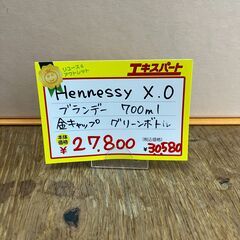 リユース&アウトレット
エキスパート
Hennessy X.O
ブランデー 700ml
金キャップ グリーンボトル
本体価格 ¥27,800 (税込価格) ¥30580